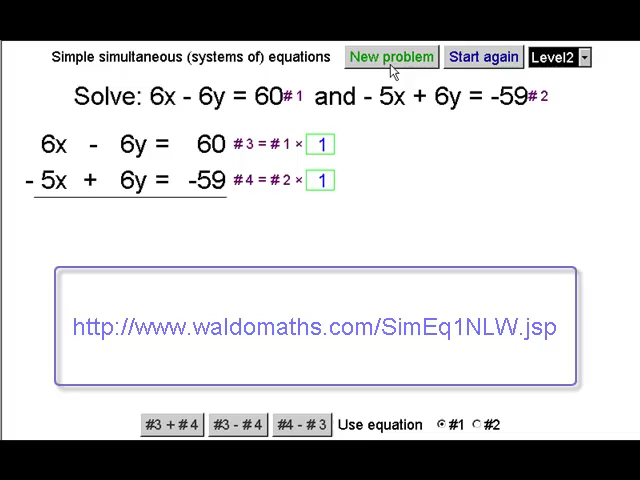 Simple simultaneous (systems of) equations New problem Start again Level2
Solve: 6x - 6y = 60 # 1 and - 5x + 6y = -59 # 2
6x - 6y = 60 # 3 = # 1 × 1
- 5x + 6y = -59 # 4 = # 2 × 1
http://www.waldomaths.com/SimEq1NLW.jsp
#3 + # 4 #3 - # 4 #4 - # 3 Use equation #1 #2